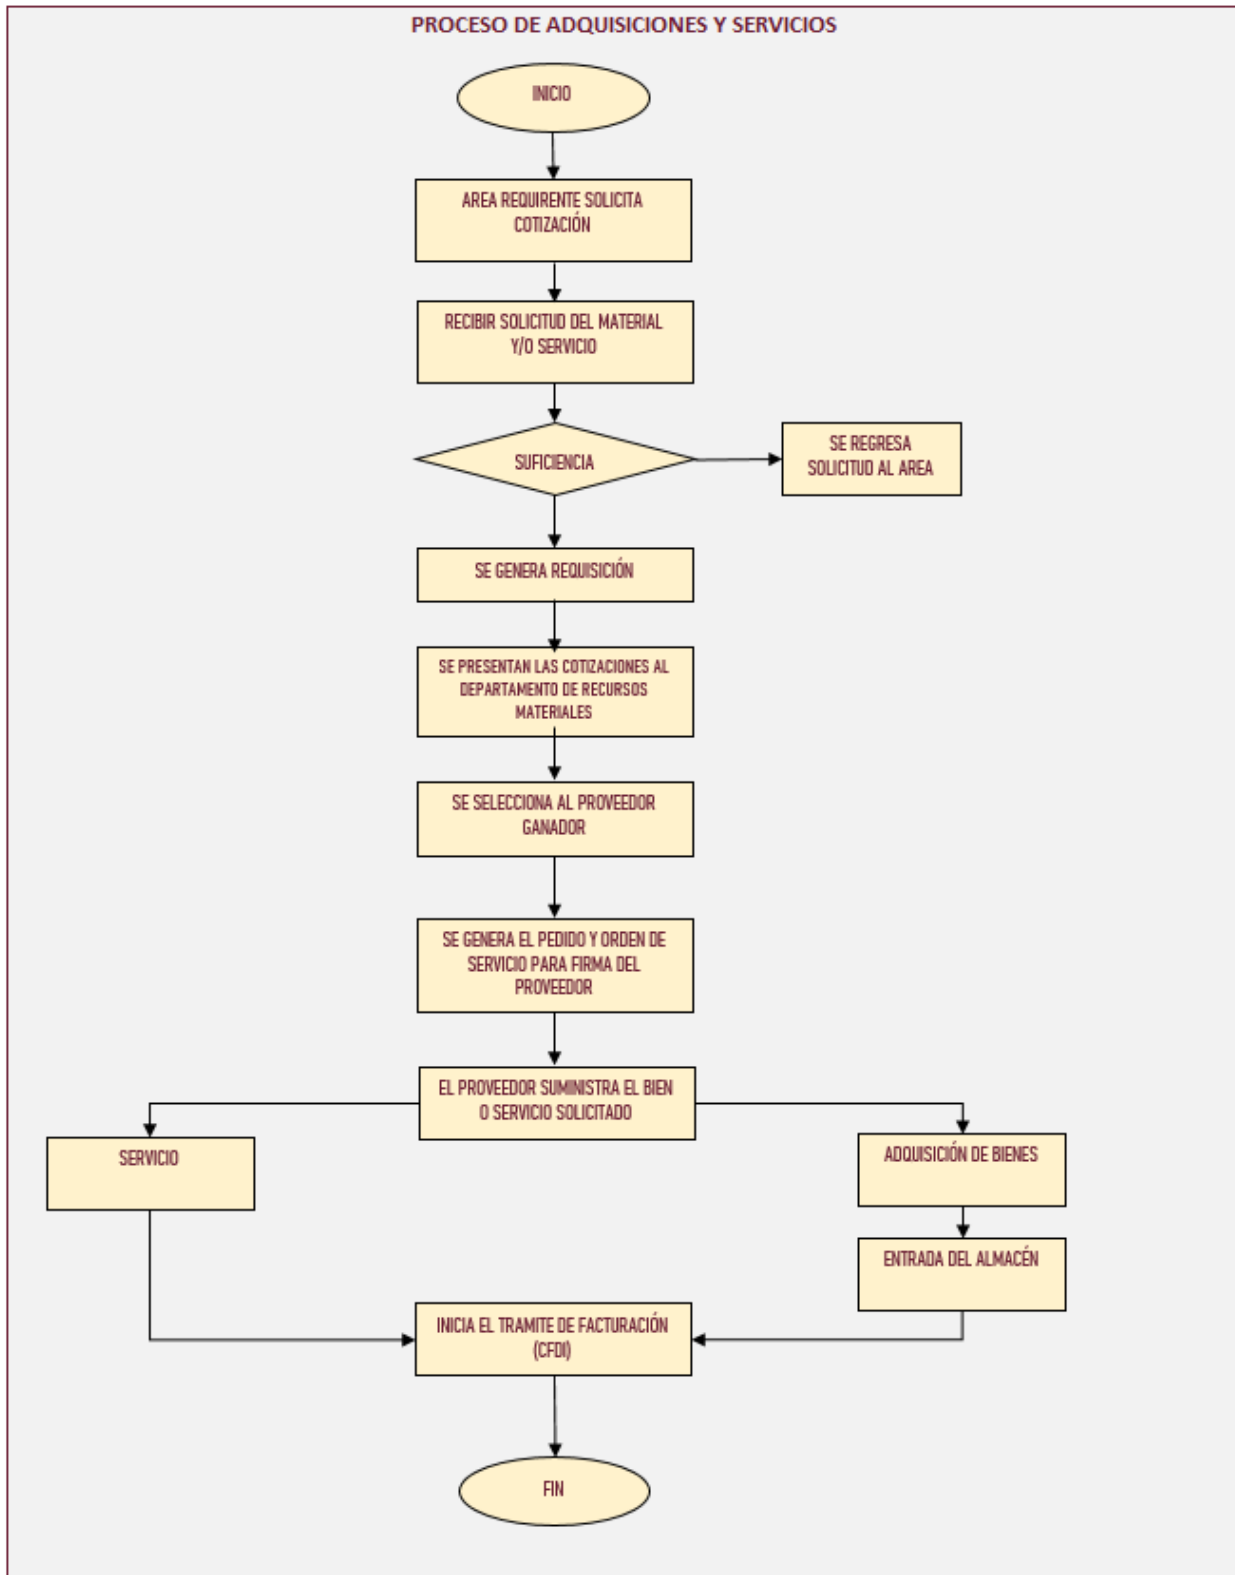 PROCESO DE ADQUISICIONES Y SERVICIOS
INICIO
AREA REQUIRENTE SOLICITA
COTIZACIÓN
RECIBIR SOLICITUD DEL MATERIAL
Y/O SERVICIO
SUFICIENCIA
SE REGRESA
SOLICITUD AL AREA
SE GENERA REQUISICIÓN
SE PRESENTAN LAS COTIZACIONES AL
DEPARTAMENTO DE RECURSOS
MATERIALES
SE SELECCIONA AL PROVEEDOR
GANADOR
SE GENERA EL PEDIDO Y ORDEN DE
SERVICIO PARA FIRMA DEL
PROVEEDOR
EL PROVEEDOR SUMINISTRA EL BIEN
O SERVICIO SOLICITADO
SERVICIO
ADQUISICIÓN DE BIENES
ENTRADA DEL ALMACÉN
INICIA EL TRAMITE DE FACTURACIÓN
(CFDI)
FIN